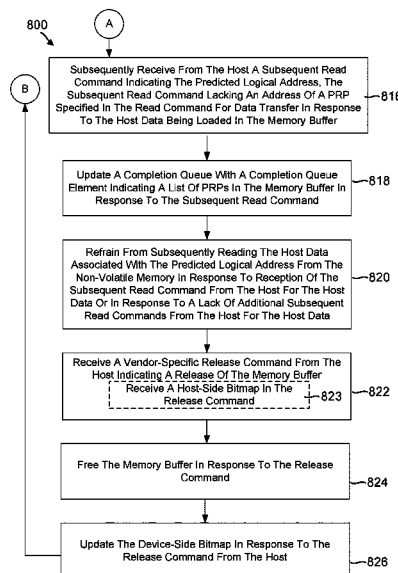 800
A
B
Subsequently Receive From The Host A Subsequent Read
Command Indicating The Predicted Logical Address, The
Subsequent Read Command Lacking An Address Of A PRP
Specified In The Read Command For Data Transfer In Response
To The Host Data Being Loaded In The Memory Buffer
816
Update A Completion Queue With A Completion Queue
Element Indicating A List Of PRPs In The Memory Buffer In
Response To The Subsequent Read Command
818
Refrain From Subsequently Reading The Host Data
Associated With The Predicted Logical Address From The
Non-Volatile Memory In Response To Reception Of The
Subsequent Read Command From The Host For The Host
Data Or In Response To A Lack Of Additional Subsequent
Read Commands From The Host For The Host Data
820
Receive A Vendor-Specific Release Command From The
Host Indicating A Release Of The Memory Buffer
Receive A Host-Side Bitmap In The
Release Command
823
822
Free The Memory Buffer In Response To The Release
Command
824
Update The Device-Side Bitmap In Response To The
Release Command From The Host
826